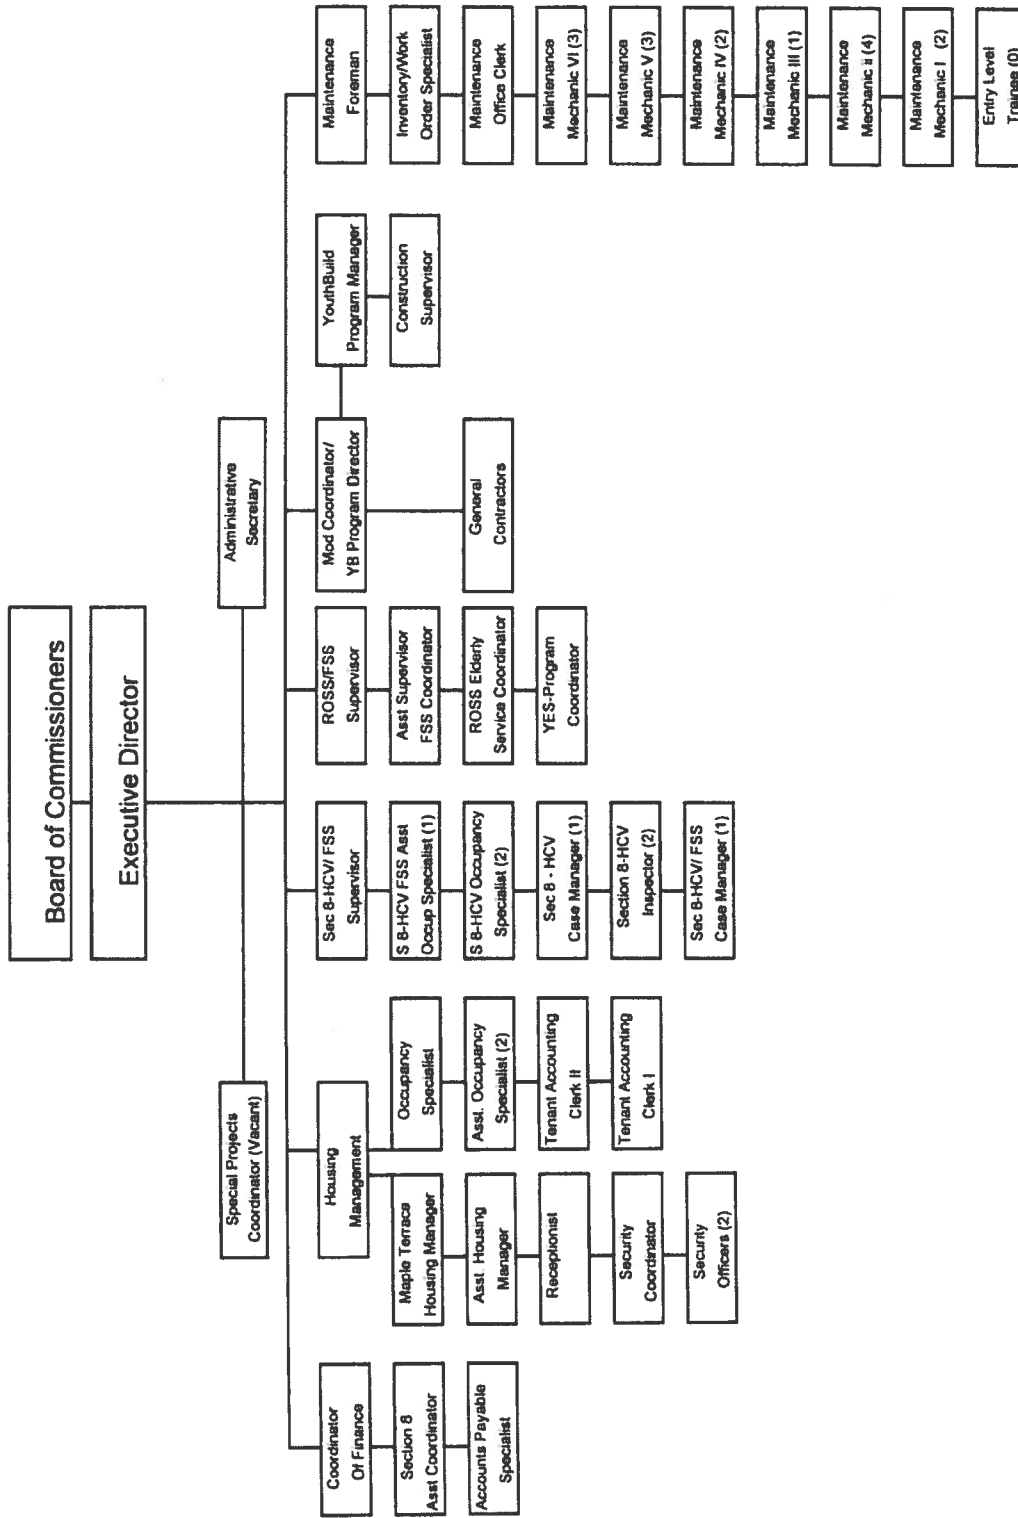 Board of Commissioners
Executive Director
Special Projects
Coordinator (Vacant)
Administrative
Secretary
Coordinator
Of Finance
Section 8
Asst Coordinator
Accounts Payable
Specialist
Housing
Management
Maple Terrace
Housing Manager
Asst. Housing
Manager
Receptionist
Security
Coordinator
Security
Officers (2)
Occupancy
Specialist
Asst. Occupancy
Specialist (2)
Tenant Accounting
Clerk II
Tenant Accounting
Clerk I
Sec 8-HCV/ FSS
Supervisor
S 8-HCV FSS Asst
Occup Specialist (1)
S 8-HCV Occupancy
Specialist (2)
Sec 8 - HCV
Case Manager (1)
Section 8-HCV
Inspector (2)
Sec 8-HCV/ FSS
Case Manager (1)
ROSS/FSS
Supervisor
Asst Supervisor
FSS Coordinator
ROSS Elderly
Service Coordinator
YES-Program
Coordinator
Mod Coordinator/
YB Program Director
General
Contractors
YouthBuild
Program Manager
Construction
Supervisor
Maintenance
Foreman
Inventory/Work
Order Specialist
Maintenance
Office Clerk
Maintenance
Mechanic VI (3)
Maintenance
Mechanic V (3)
Maintenance
Mechanic IV (2)
Maintenance
Mechanic III (1)
Maintenance
Mechanic II (4)
Maintenance
Mechanic I (2)
Entry Level
Trainee (0)